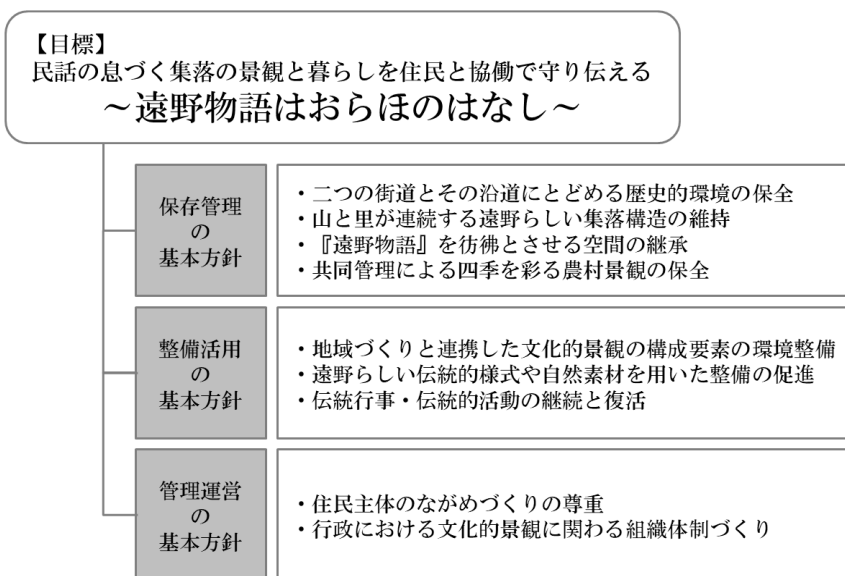 【目標】
民話の息づく集落の景観と暮らしを住民と協働で守り伝える
～遠野物語はおらほのはなし～
保存管理
の
基本方針
・二つの街道とその沿道にとどめる歴史的環境の保全
・山と里が連続する遠野らしい集落構造の維持
・『遠野物語』を彷彿とさせる空間の継承
・共同管理による四季を彩る農村景観の保全
整備活用
の
基本方針
・地域づくりと連携した文化的景観の構成要素の環境整備
・遠野らしい伝統的様式や自然素材を用いた整備の促進
・伝統行事・伝統的活動の継続と復活
管理運営
の
基本方針
・住民主体のながめづくりの尊重
・行政における文化的景観に関わる組織体制づくり